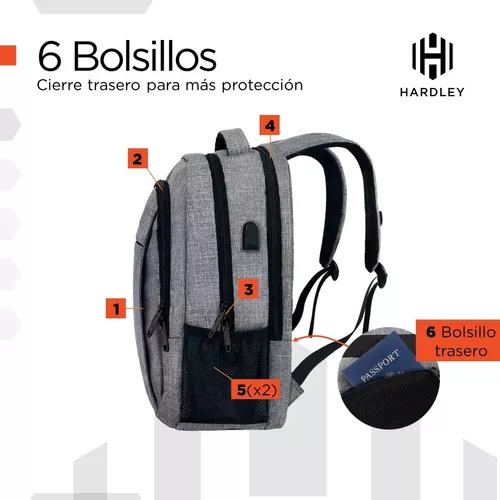 6 Bolsillos
Cierre trasero para más protección
HARDLEY
4
2
3
1
6 Bolsillo
trasero
PASSPORT
5(x2)